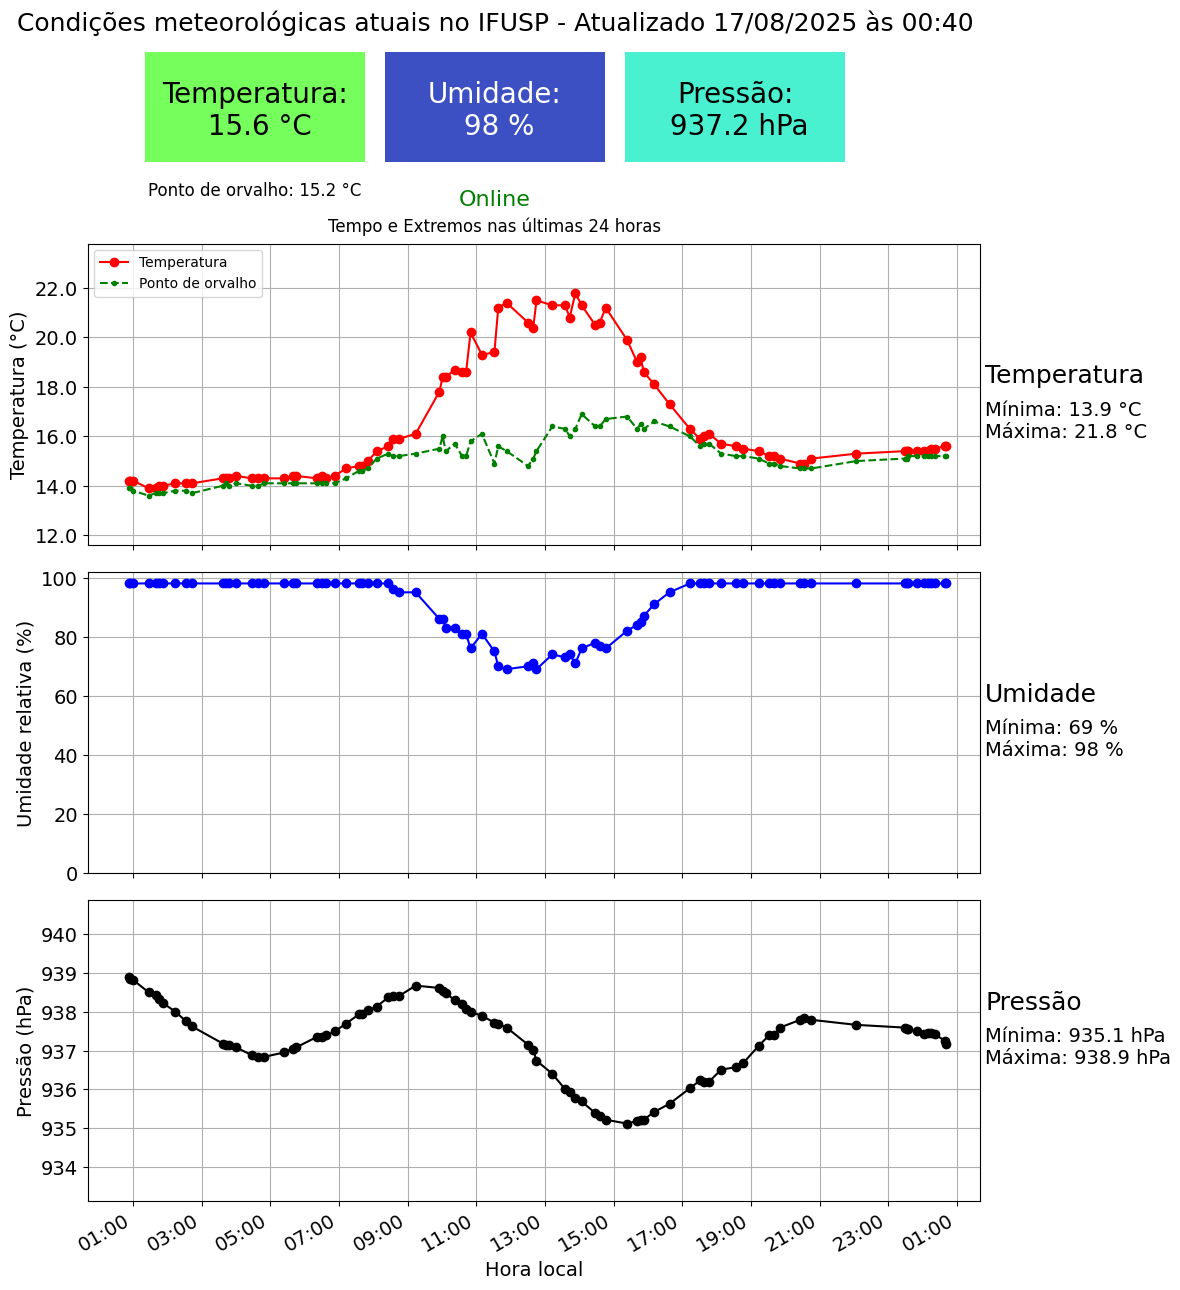 Condições meteorológicas atuais no IFUSP - Atualizado 17/08/2025 às 00:40
Temperatura:
15.6 °C
Umidade:
98 %
Pressão:
937.2 hPa
Ponto de orvalho: 15.2 °C
Online
Tempo e Extremos nas últimas 24 horas
Temperatura
Ponto de orvalho
Temperatura (°C)
22.0
20.0
18.0
16.0
14.0
12.0
Temperatura
Mínima: 13.9 °C
Máxima: 21.8 °C
Umidade relativa (%)
100
80
60
40
20
0
Umidade
Mínima: 69 %
Máxima: 98 %
Pressão (hPa)
940
939
938
937
936
935
934
Pressão
Mínima: 935.1 hPa
Máxima: 938.9 hPa
01:00 03:00 05:00 07:00 09:00 11:00 13:00 15:00 17:00 19:00 21:00 23:00 01:00
Hora local